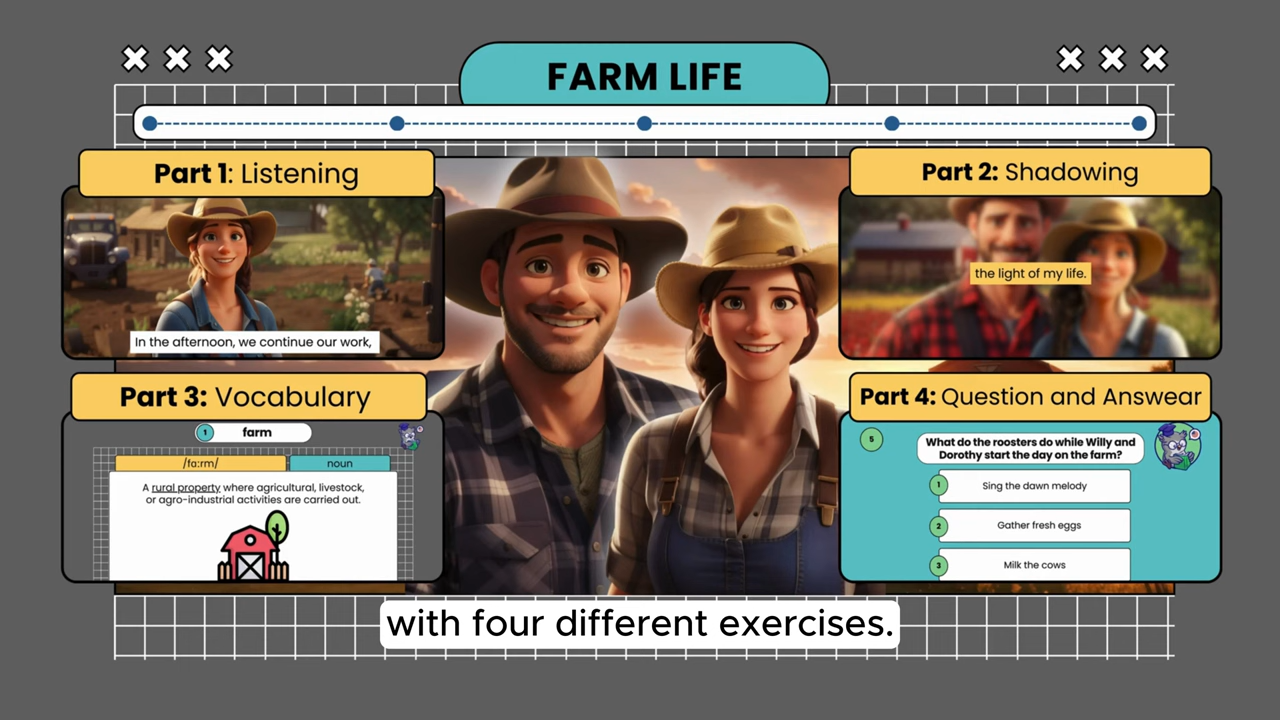 FARM LIFE
Part 1: Listening
In the afternoon, we continue our work,
Part 2: Shadowing
the light of my life.
Part 3: Vocabulary
1 farm
/fɑːrm/ noun
A rural property where agricultural, livestock,
or agro-industrial activities are carried out.
Part 4: Question and Answear
5
What do the roosters do while Willy and
Dorothy start the day on the farm?
1 Sing the dawn melody
2 Gather fresh eggs
3 Milk the cows
with four different exercises.